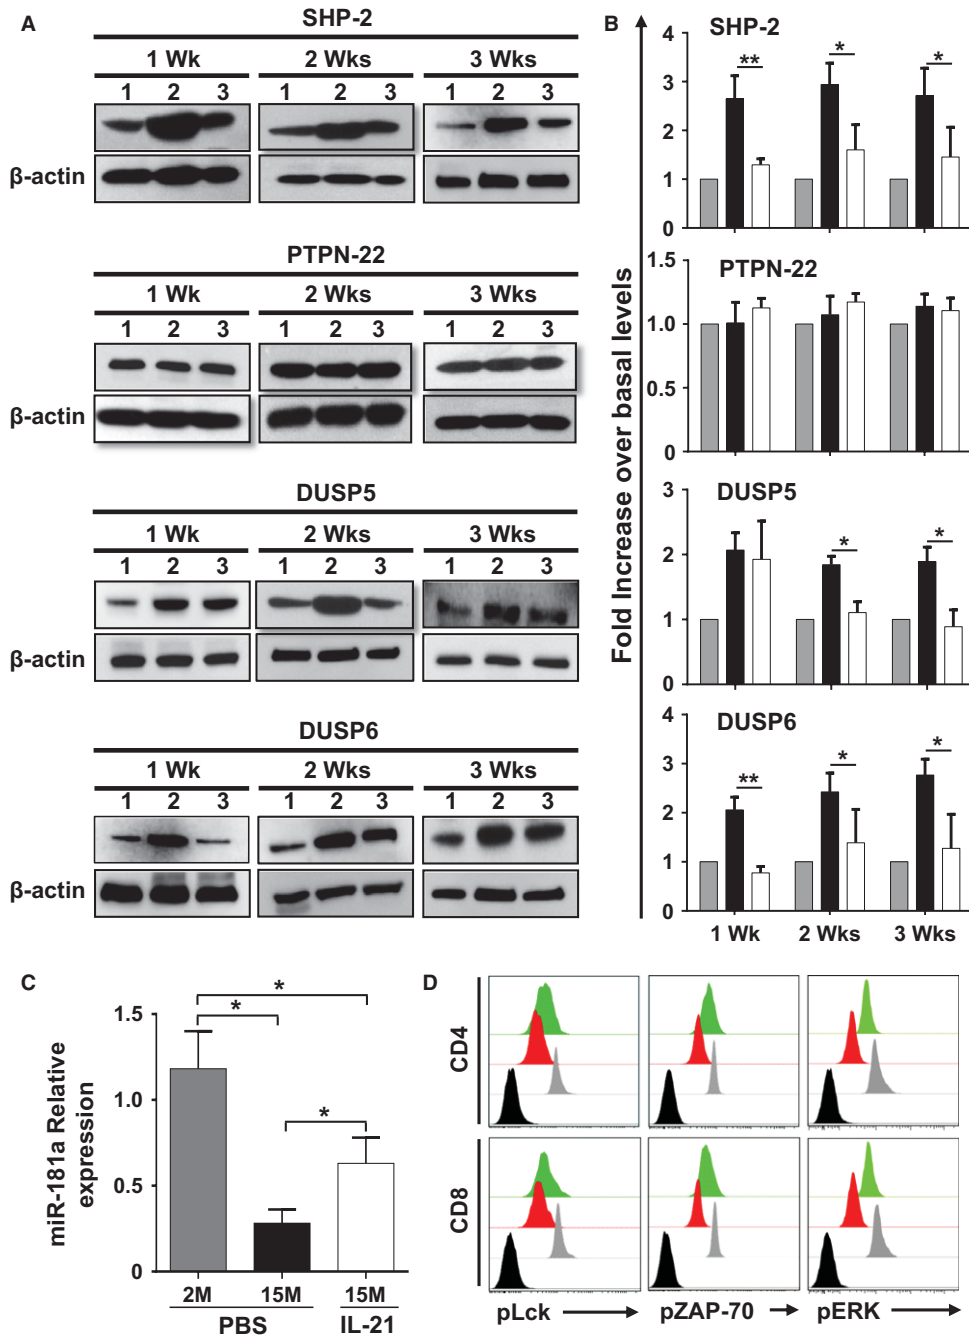 A
SHP-2
1 Wk 2 Wks 3 Wks
1 2 3 1 2 3 1 2 3
β-actin
PTPN-22
1 Wk 2 Wks 3 Wks
1 2 3 1 2 3 1 2 3
β-actin
DUSP5
1 Wk 2 Wks 3 Wks
1 2 3 1 2 3 1 2 3
β-actin
DUSP6
1 Wk 2 Wks 3 Wks
1 2 3 1 2 3 1 2 3
β-actin
B
Fold Increase over basal levels
SHP-2
4
3
2
1
0
** * *
PTPN-22
1.5
1.0
0.5
0
DUSP5
3
2
1
0
* *
DUSP6
4
3
2
1
0
** * *
1 Wk 2 Wks 3 Wks
C
miR-181a Relative
expression
1.5
1.0
0.5
0
*
*
*
2M 15M 15M
PBS IL-21
D
CD4
CD8
pLck pZAP-70 pERK